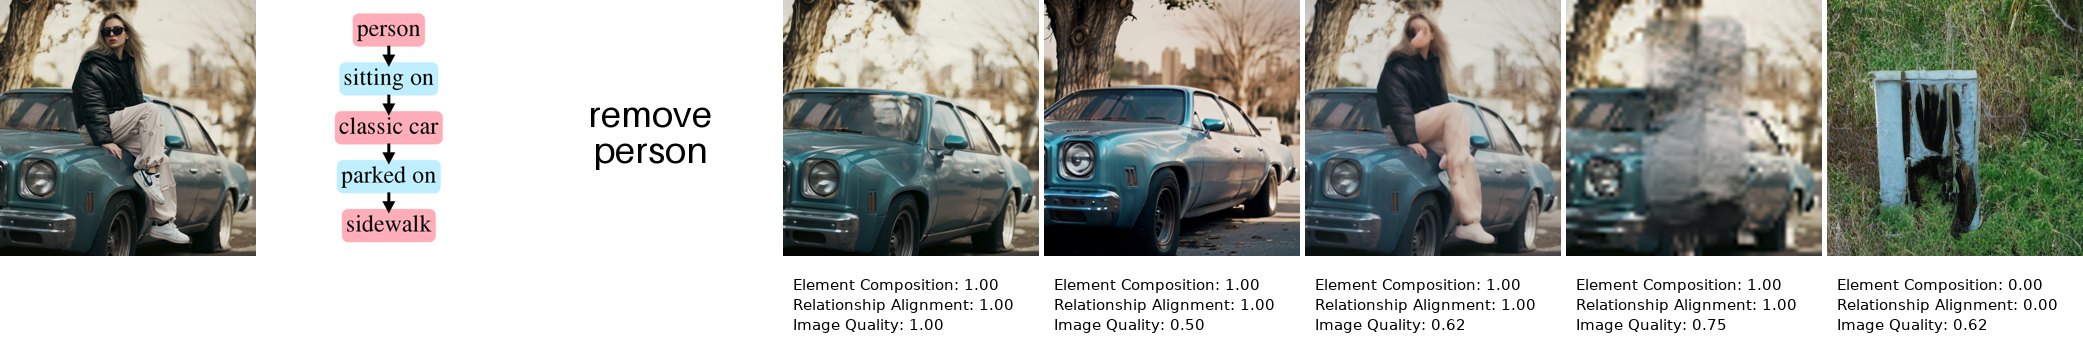 person
sitting on
classic car
parked on
sidewalk
remove
person
Element Composition: 1.00
Relationship Alignment: 1.00
Image Quality: 1.00
Element Composition: 1.00
Relationship Alignment: 1.00
Image Quality: 0.50
Element Composition: 1.00
Relationship Alignment: 1.00
Image Quality: 0.62
Element Composition: 1.00
Relationship Alignment: 1.00
Image Quality: 0.75
Element Composition: 0.00
Relationship Alignment: 0.00
Image Quality: 0.62